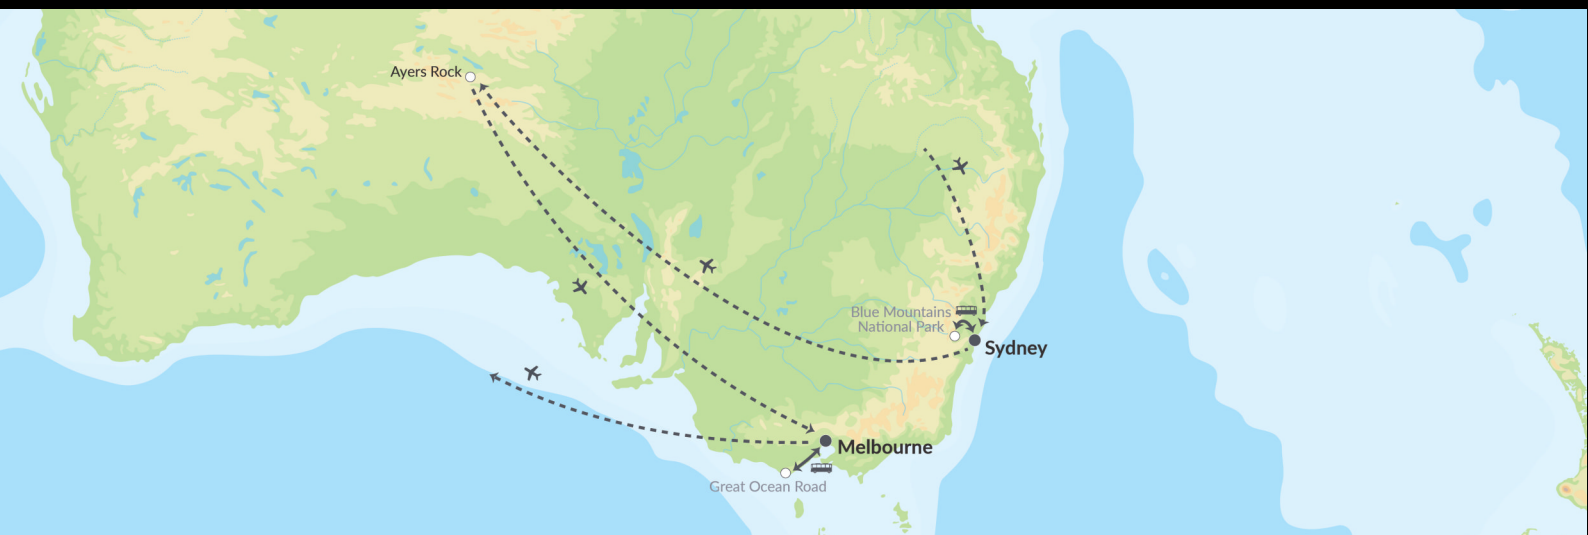 Ayers Rock
Blue Mountains
National Park
Sydney
Melbourne
Great Ocean Road